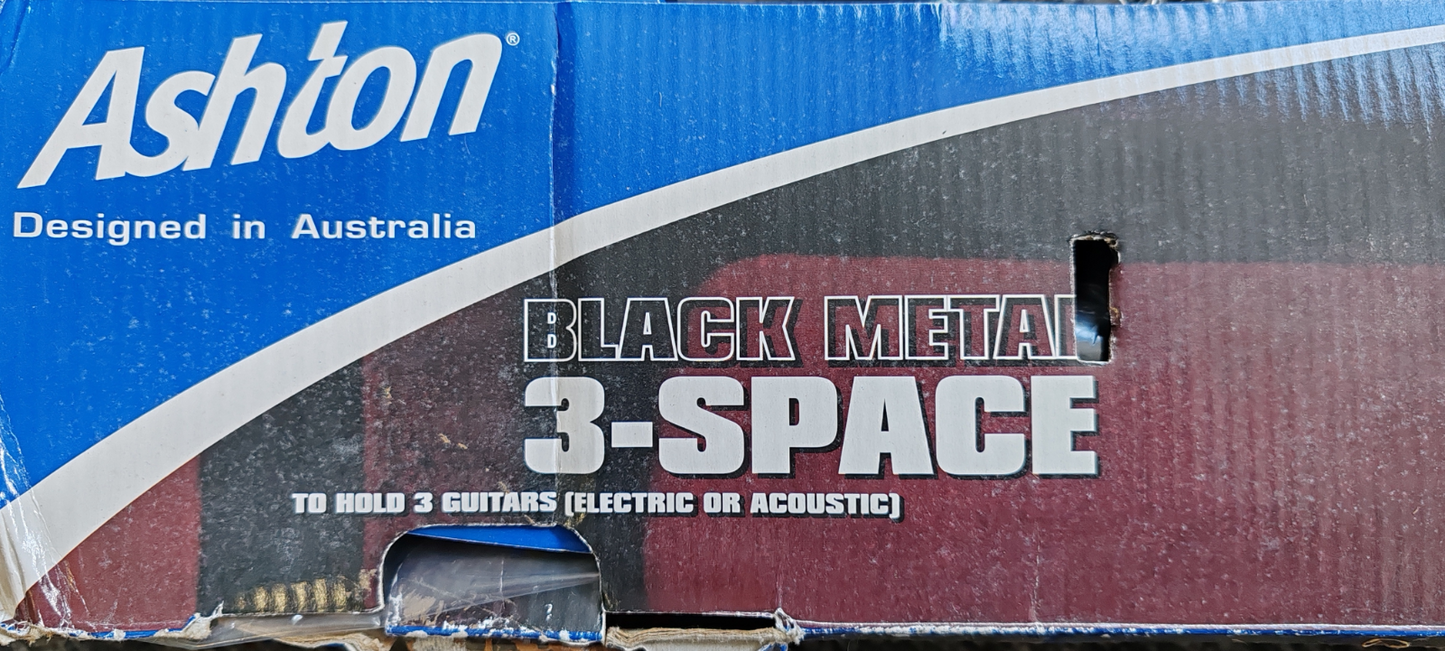 Ashton®
Designed in Australia
BLACK METAL
3-SPACE
TO HOLD 3 GUITARS (ELECTRIC OR ACOUSTIC)